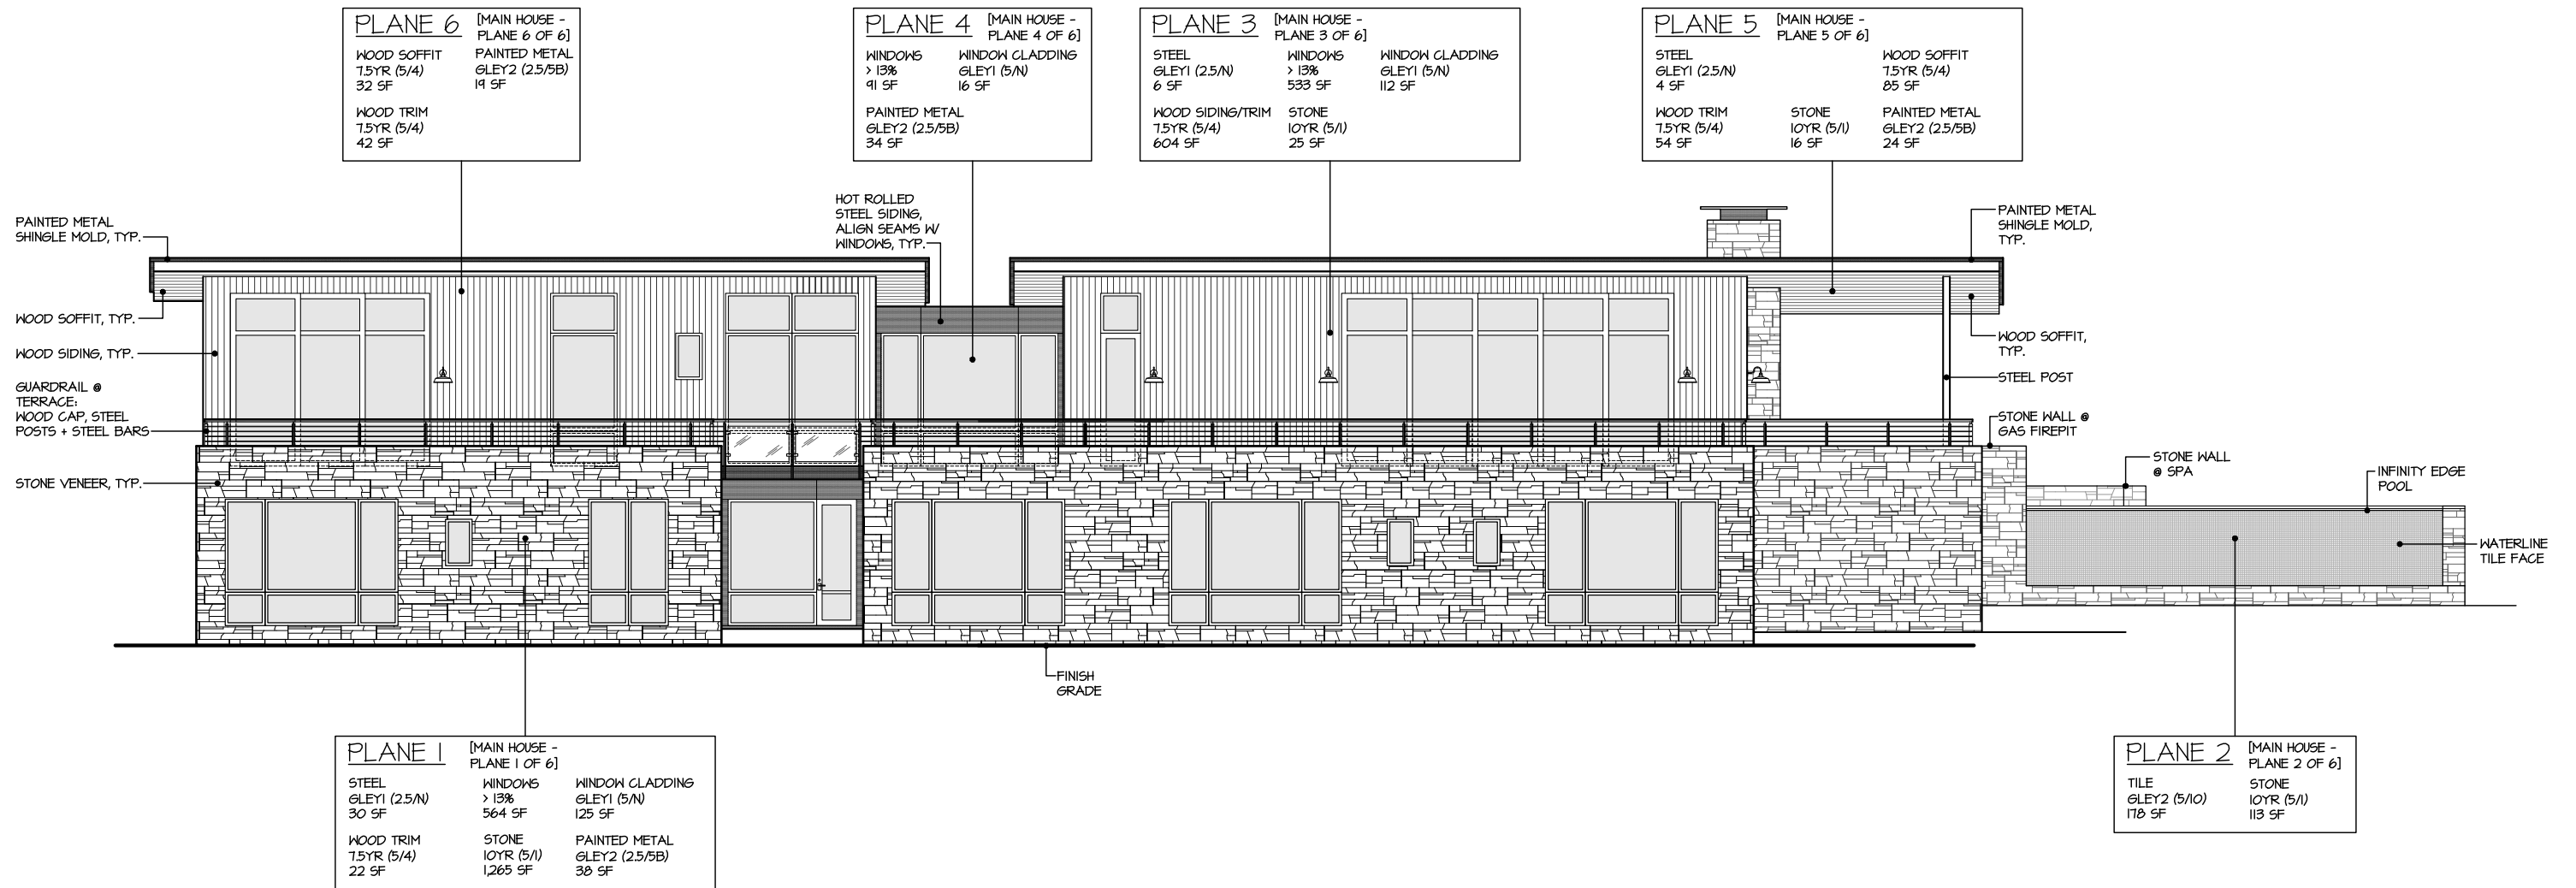 PLANE 6 [MAIN HOUSE -
PLANE 6 OF 6]
WOOD SOFFIT PAINTED METAL
7.5YR (5/4) GLEY2 (2.5/5B)
32 SF 19 SF
WOOD TRIM
7.5YR (5/4)
42 SF
PLANE 4 [MAIN HOUSE -
PLANE 4 OF 6]
WINDOWS WINDOW CLADDING
> 13% GLEY1 (5/N)
91 SF 16 SF
PAINTED METAL
GLEY2 (2.5/5B)
34 SF
PLANE 3 [MAIN HOUSE -
PLANE 3 OF 6]
STEEL WINDOWS WINDOW CLADDING
GLEY1 (2.5/N) > 13% GLEY1 (5/N)
6 SF 533 SF 112 SF
WOOD SIDING/TRIM STONE
7.5YR (5/4) 10YR (5/1)
604 SF 25 SF
PLANE 5 [MAIN HOUSE -
PLANE 5 OF 6]
STEEL WOOD SOFFIT
GLEY1 (2.5/N) 7.5YR (5/4)
4 SF 85 SF
WOOD TRIM STONE PAINTED METAL
7.5YR (5/4) 10YR (5/1) GLEY2 (2.5/5B)
54 SF 16 SF 24 SF
PAINTED METAL
SHINGLE MOLD, TYP.
WOOD SOFFIT, TYP.
WOOD SIDING, TYP.
GUARDRAIL @
TERRACE:
WOOD CAP, STEEL
POSTS + STEEL BARS
STONE VENEER, TYP.
HOT ROLLED
STEEL SIDING,
ALIGN SEAMS W/
WINDOWS, TYP.
PAINTED METAL
SHINGLE MOLD,
TYP.
WOOD SOFFIT,
TYP.
STEEL POST
STONE WALL @
GAS FIREPIT
STONE WALL
@ SPA
INFINITY EDGE
POOL
WATERLINE
TILE FACE
FINISH
GRADE
PLANE 1 [MAIN HOUSE -
PLANE 1 OF 6]
STEEL WINDOWS WINDOW CLADDING
GLEY1 (2.5/N) > 13% GLEY1 (5/N)
30 SF 564 SF 125 SF
WOOD TRIM STONE PAINTED METAL
7.5YR (5/4) 10YR (5/1) GLEY2 (2.5/5B)
22 SF 1,265 SF 38 SF
PLANE 2 [MAIN HOUSE -
PLANE 2 OF 6]
TILE STONE
GLEY2 (5/10) 10YR (5/1)
178 SF 113 SF